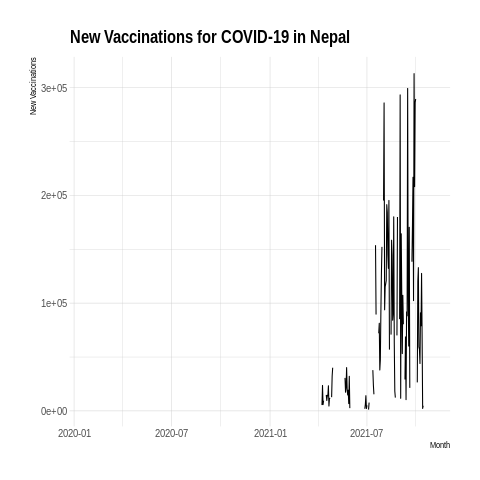 New Vaccinations for COVID-19 in Nepal
New Vaccinations
3e+05
2e+05
1e+05
0e+00
2020-01 2020-07 2021-01 2021-07
Month